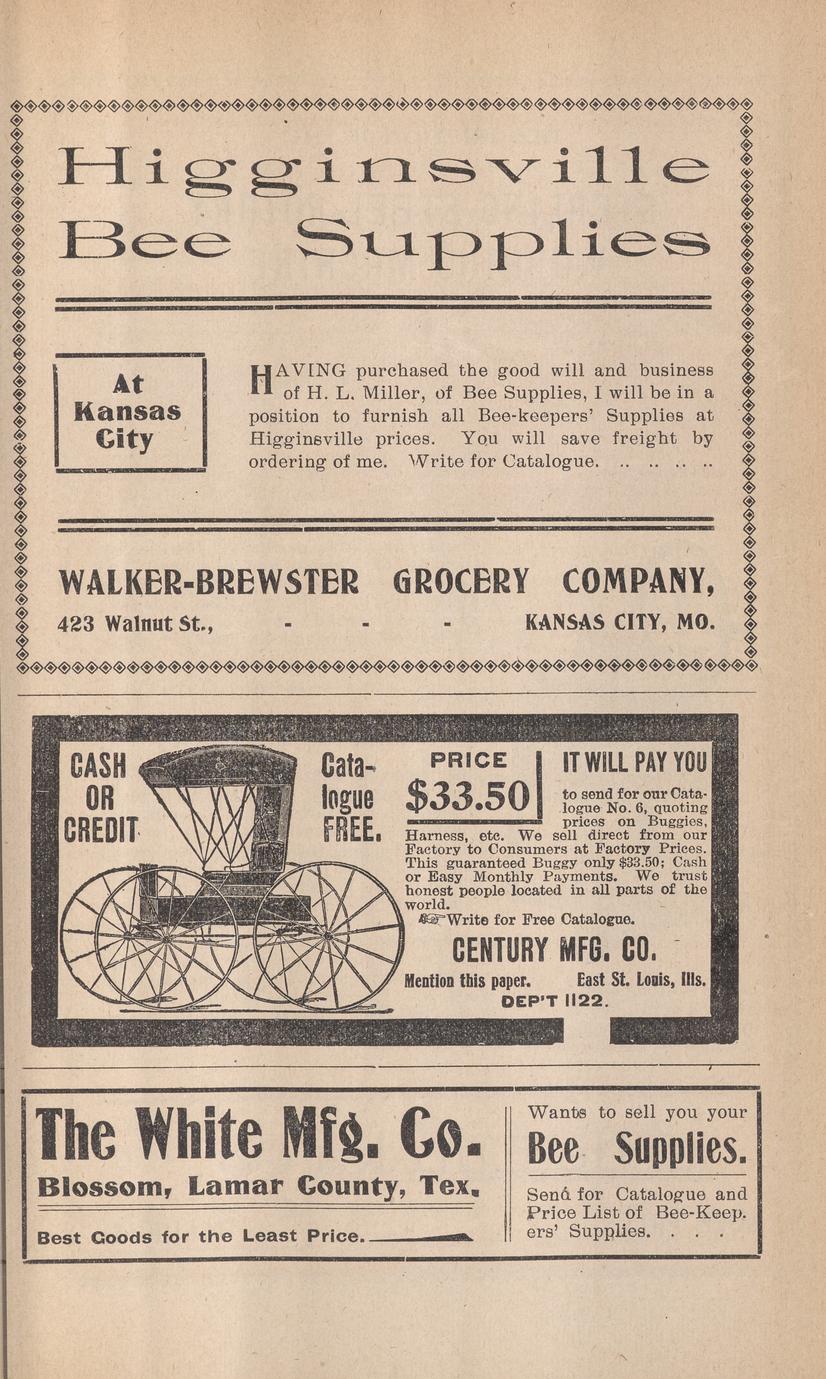 Higginsville
Bee Supplies
At
Kansas
City
HAVING purchased the good will and business
of H. L. Miller, of Bee Supplies, I will be in a
position to furnish all Bee-keepers' Supplies at
Higginsville prices. You will save freight by
ordering of me. Write for Catalogue. .. .. .. ..
WALKER-BREWSTER GROCERY COMPANY,
423 Walnut St., - - - KANSAS CITY, MO.
CASH
OR
CREDIT
Cata-
logue
FREE.
PRICE
$33.50
IT WILL PAY YOU
to send for our Cata-
logue No. 6, quoting
prices on Buggies,
Harness, etc. We sell direct from our
Factory to Consumers at Factory Prices.
This guaranteed Buggy only $33.50; Cash
or Easy Monthly Payments. We trust
honest people located in all parts of the
world.
☞Write for Free Catalogue.
CENTURY MFG. CO.
Mention this paper. East St. Louis, Ills.
DEP'T 1122.
The White Mfg. Co.
Blossom, Lamar County, Tex.
Best Goods for the Least Price.
Wants to sell you your
Bee Supplies.
Send for Catalogue and
Price List of Bee-Keep.
ers' Supplies. . . .